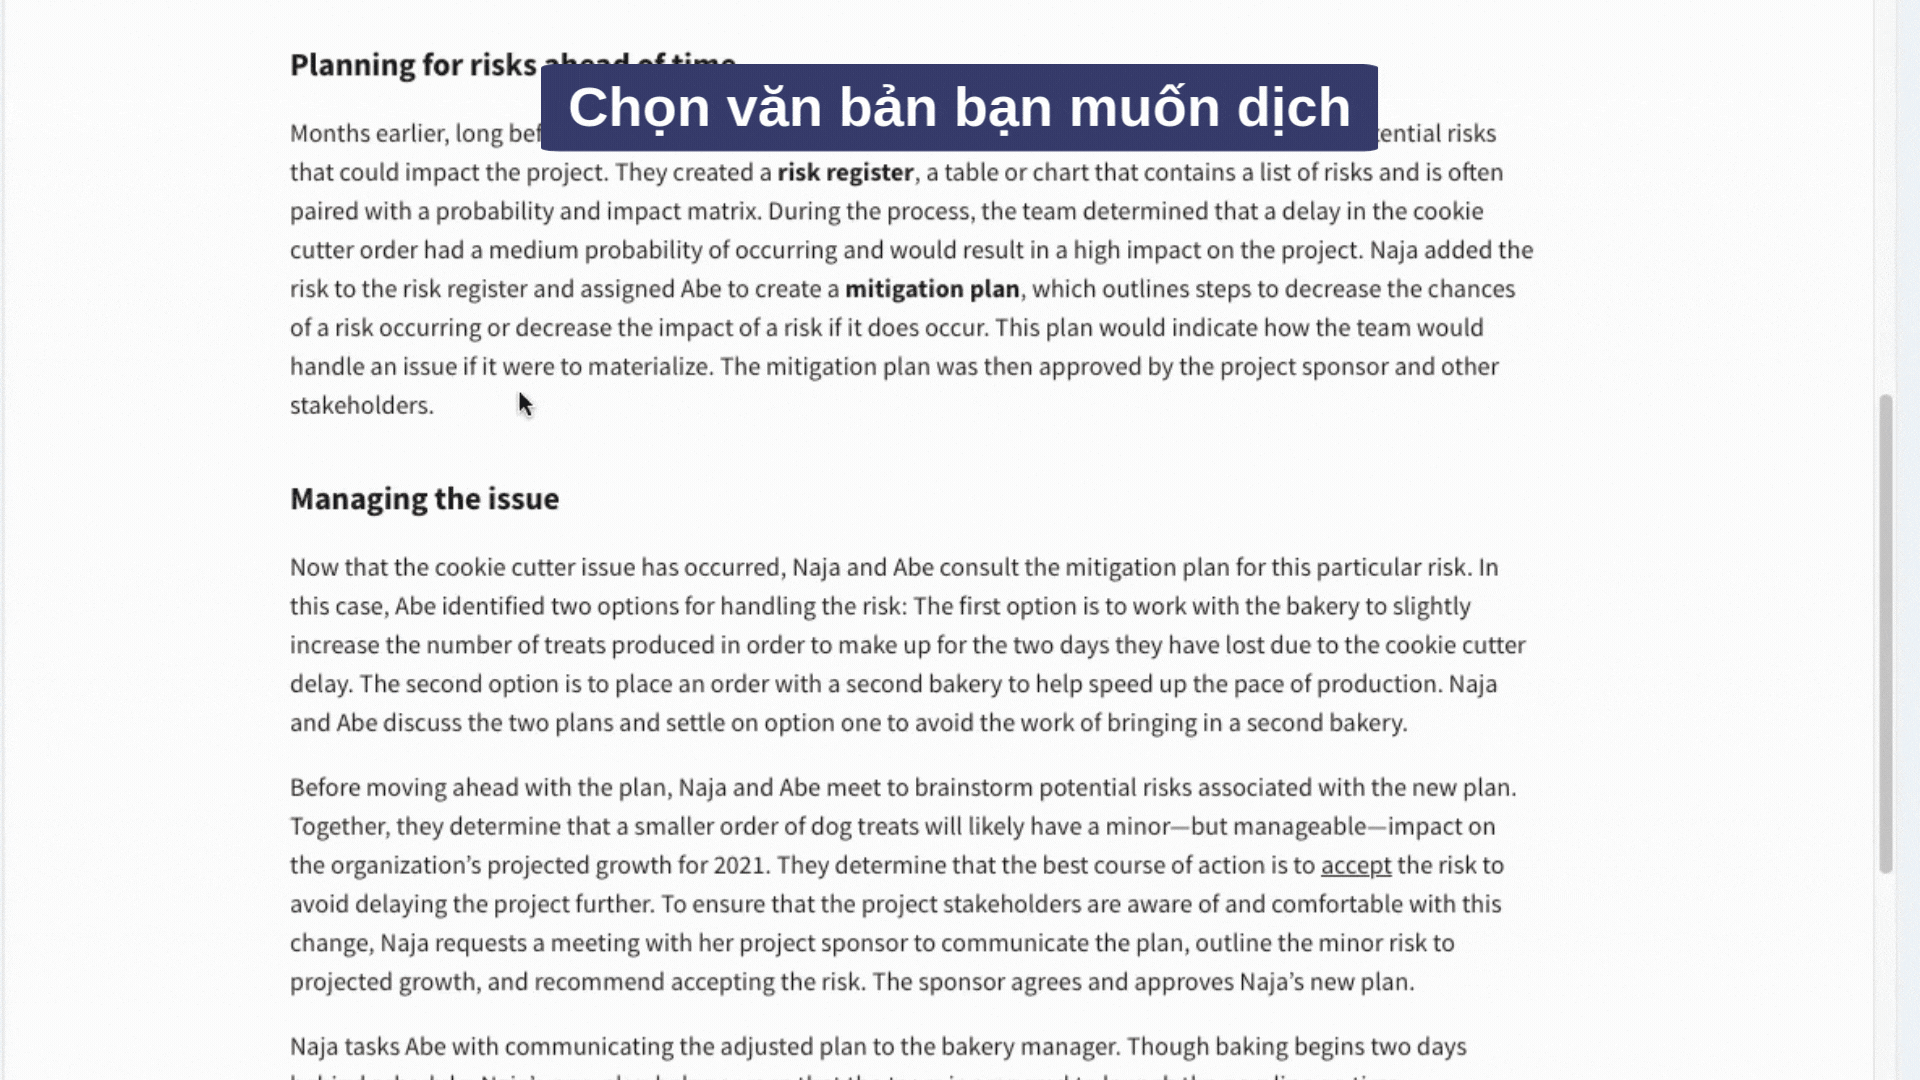 Planning for risks ahead of time
Chọn văn bản bạn muốn dịch
Months earlier, long potential risks
that could impact the project. They created a risk register, a table or chart that contains a list of risks and is often
paired with a probability and impact matrix. During the process, the team determined that a delay in the cookie
cutter order had a medium probability of occurring and would result in a high impact on the project. Naja added the
risk to the risk register and assigned Abe to create a mitigation plan, which outlines steps to decrease the chances
of a risk occurring or decrease the impact of a risk if it does occur. This plan would indicate how the team would
handle an issue if it were to materialize. The mitigation plan was then approved by the project sponsor and other
stakeholders.
Managing the issue
Now that the cookie cutter issue has occurred, Naja and Abe consult the mitigation plan for this particular risk. In
this case, Abe identified two options for handling the risk: The first option is to work with the bakery to slightly
increase the number of treats produced in order to make up for the two days they have lost due to the cookie cutter
delay. The second option is to place an order with a second bakery to help speed up the pace of production. Naja
and Abe discuss the two plans and settle on option one to avoid the work of bringing in a second bakery.
Before moving ahead with the plan, Naja and Abe meet to brainstorm potential risks associated with the new plan.
Together, they determine that a smaller order of dog treats will likely have a minor—but manageable—impact on
the organization’s projected growth for 2021. They determine that the best course of action is to accept the risk to
avoid delaying the project further. To ensure that the project stakeholders are aware of and comfortable with this
change, Naja requests a meeting with her project sponsor to communicate the plan, outline the minor risk to
projected growth, and recommend accepting the risk. The sponsor agrees and approves Naja’s new plan.
Naja tasks Abe with communicating the adjusted plan to the bakery manager. Though baking begins two days